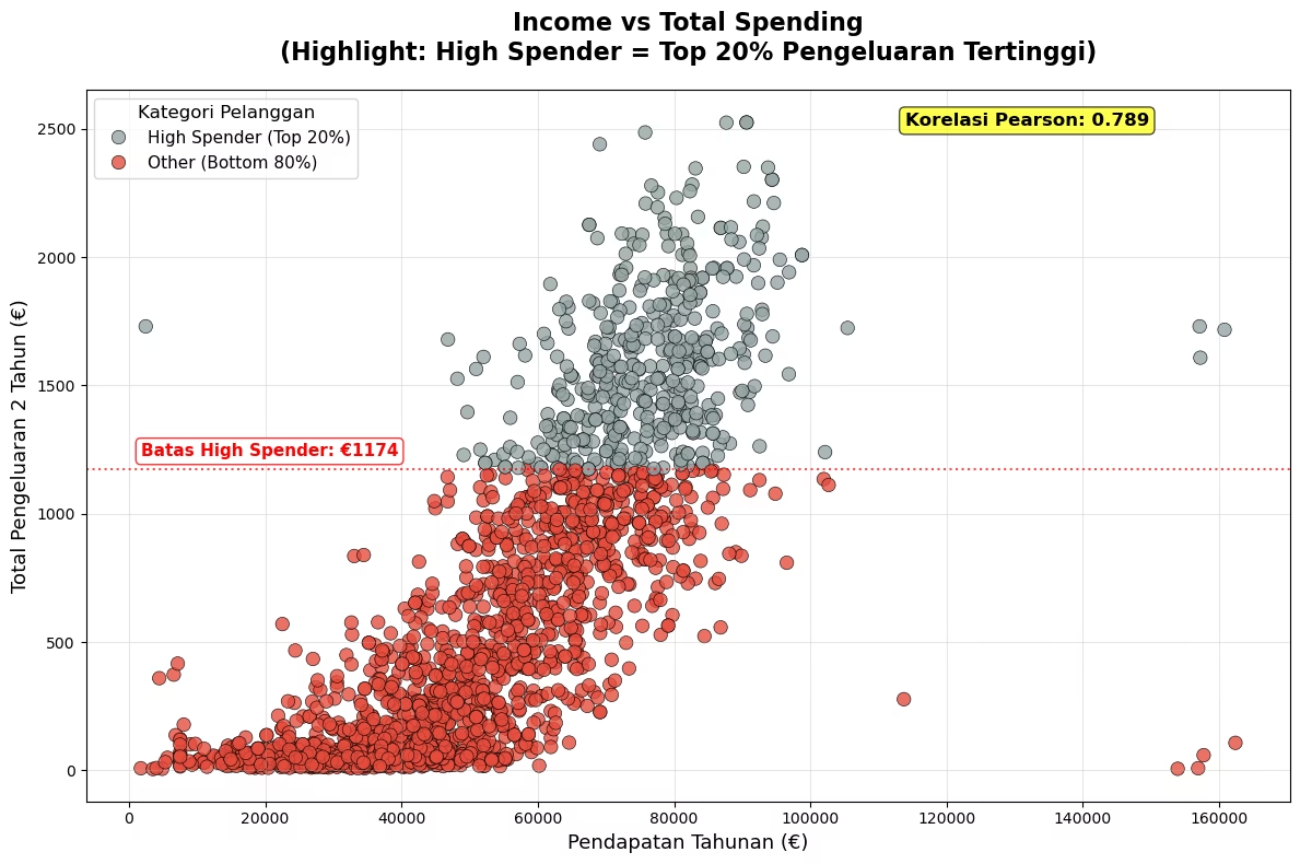 Income vs Total Spending
(Highlight: High Spender = Top 20% Pengeluaran Tertinggi)
Kategori Pelanggan
High Spender (Top 20%)
Other (Bottom 80%)
Korelasi Pearson: 0.789
Batas High Spender: €1174
Total Pengeluaran 2 Tahun (€)
2500
2000
1500
1000
500
0
0
20000
40000
60000
80000
100000
120000
140000
160000
Pendapatan Tahunan (€)